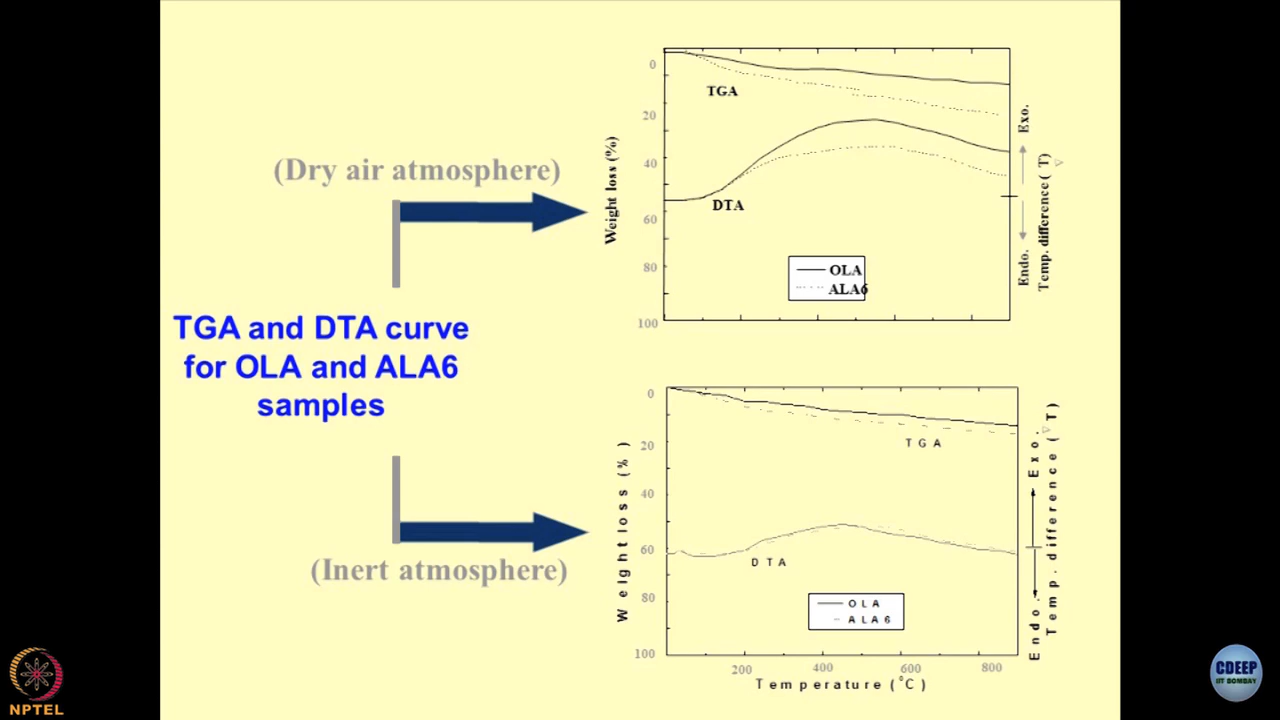 (Dry air atmosphere)
TGA and DTA curve
for OLA and ALA6
samples
(Inert atmosphere)
0
20
40
60
80
100
Weight loss (%)
TGA
DTA
OLA
ALA6
Endo.
Exo.
Temp. difference (▽T)
0
20
40
60
80
100
Weight loss (%)
TGA
DTA
OLA
ALA6
200 400 600 800
Temperature (°C)
Endo.
Exo.
Temp. difference (▽T)
NPTEL
CDEEP
IIT BOMBAY